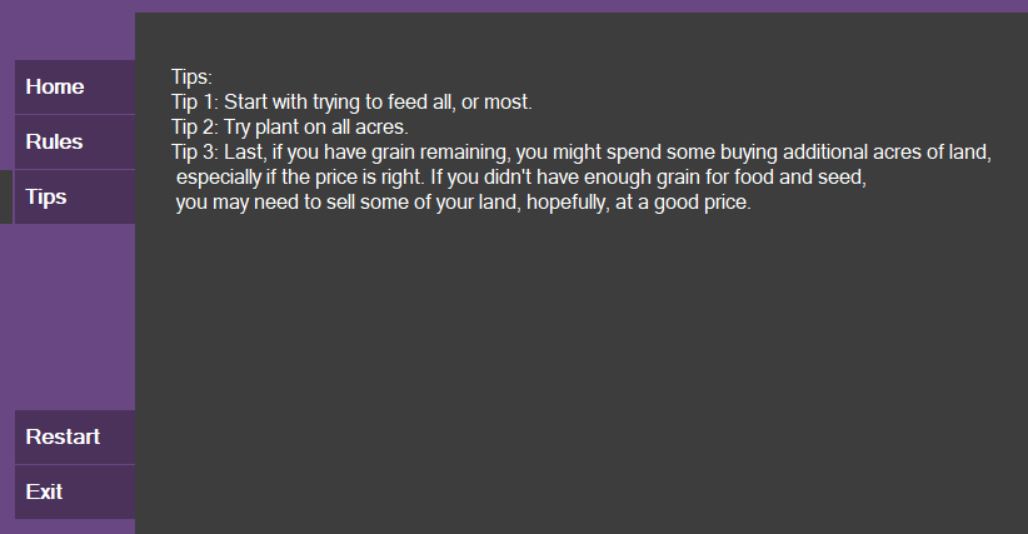 Home
Rules
Tips
Restart
Exit
Tips:
Tip 1: Start with trying to feed all, or most.
Tip 2: Try plant on all acres.
Tip 3: Last, if you have grain remaining, you might spend some buying additional acres of land,
especially if the price is right. If you didn't have enough grain for food and seed,
you may need to sell some of your land, hopefully, at a good price.